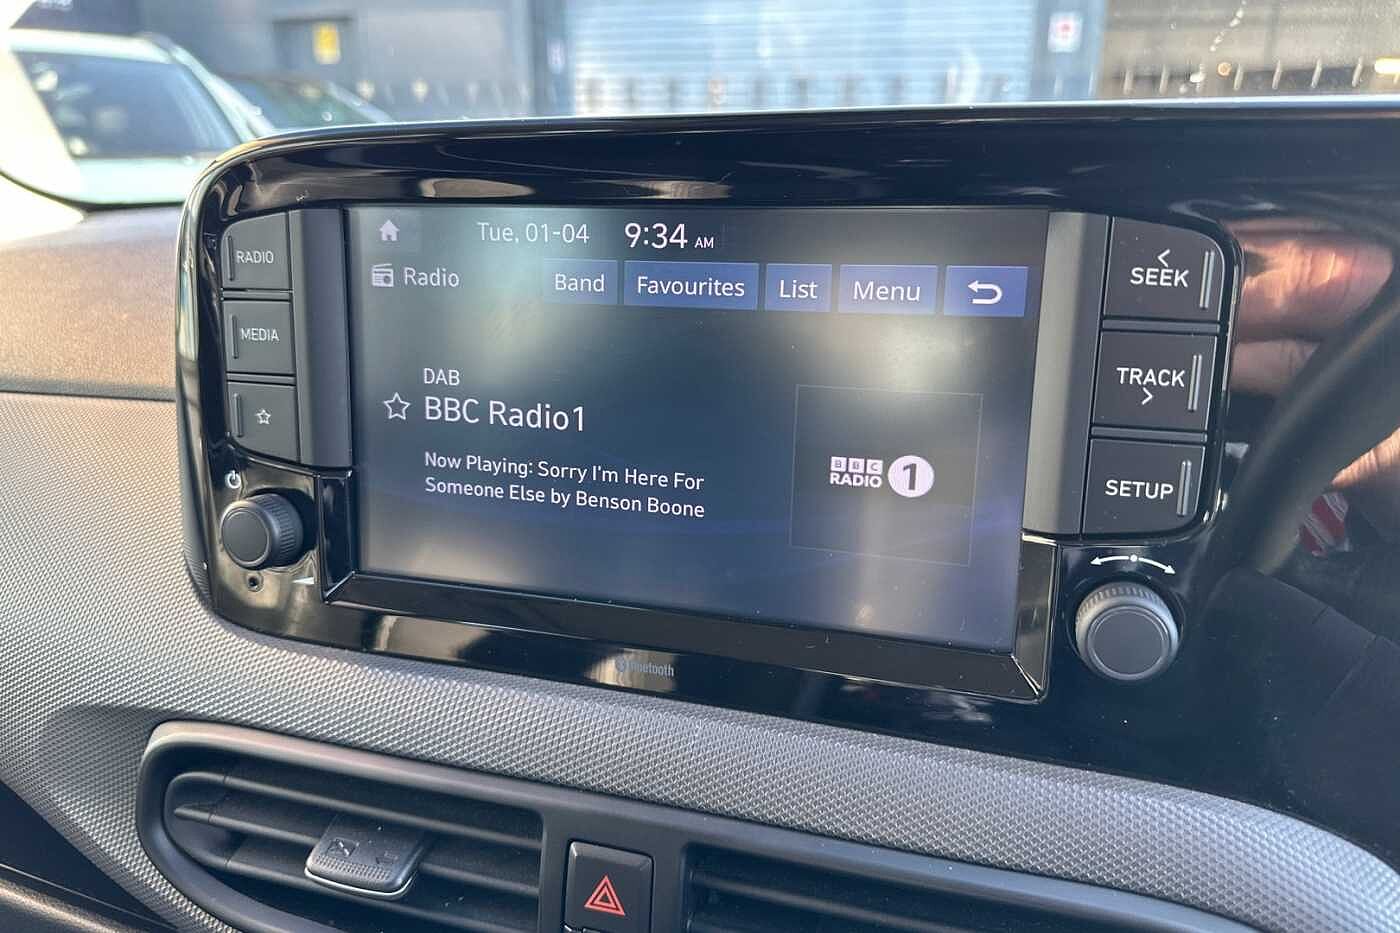 Tue, 01-04 9:34 AM
Radio
Band Favourites List Menu
DAB
BBC Radio1
Now Playing: Sorry I'm Here For
Someone Else by Benson Boone
BBC
RADIO 1
RADIO
MEDIA
SEEK
TRACK
SETUP
Bluetooth